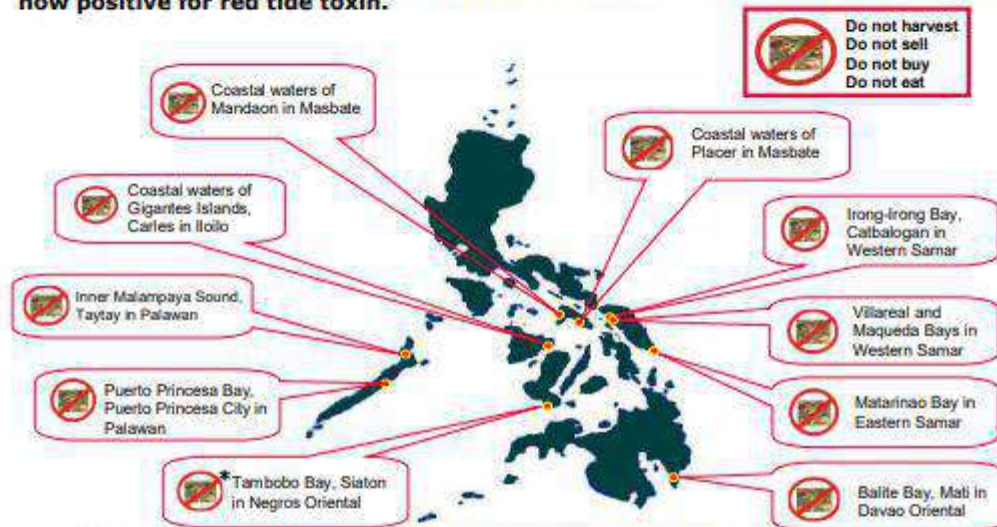 now positive for red tide toxin.
Do not harvest
Do not sell
Do not buy
Do not eat
Coastal waters of
Mandaon in Masbate
Coastal waters of
Placer in Masbate
Coastal waters of
Gigantes Islands,
Carles in Iloilo
Irong-Irong Bay,
Catbalogan in
Western Samar
Inner Malampaya Sound,
Taytay in Palawan
Villareal and
Maqueda Bays in
Western Samar
Puerto Princesa Bay,
Puerto Princesa City in
Palawan
Matarinao Bay in
Eastern Samar
*Tambobo Bay, Siaton
in Negros Oriental
Balite Bay, Mati in
Davao Oriental